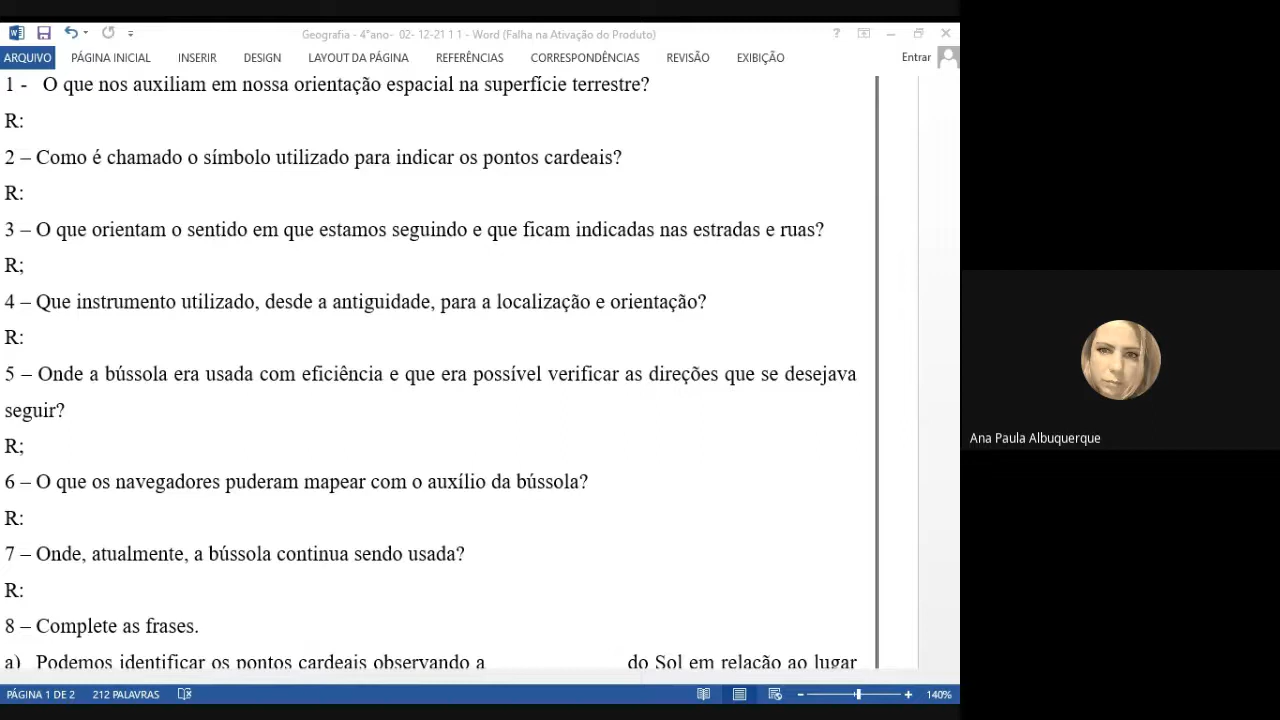 Geografia - 4°ano- 02- 12-21 1 1 - Word (Falha na Ativação do Produto)
ARQUIVO PÁGINA INICIAL INSERIR DESIGN LAYOUT DA PÁGINA REFERÊNCIAS CORRESPONDÊNCIAS REVISÃO EXIBIÇÃO Entrar
1 - O que nos auxiliam em nossa orientação espacial na superfície terrestre?
R:
2 – Como é chamado o símbolo utilizado para indicar os pontos cardeais?
R:
3 – O que orientam o sentido em que estamos seguindo e que ficam indicadas nas estradas e ruas?
R;
4 – Que instrumento utilizado, desde a antiguidade, para a localização e orientação?
R:
5 – Onde a bússola era usada com eficiência e que era possível verificar as direções que se desejava
seguir?
R;
6 – O que os navegadores puderam mapear com o auxílio da bússola?
R:
7 – Onde, atualmente, a bússola continua sendo usada?
R:
8 – Complete as frases.
a) Podemos identificar os pontos cardeais observando a do Sol em relação ao lugar
Ana Paula Albuquerque
PÁGINA 1 DE 2 212 PALAVRAS 140%